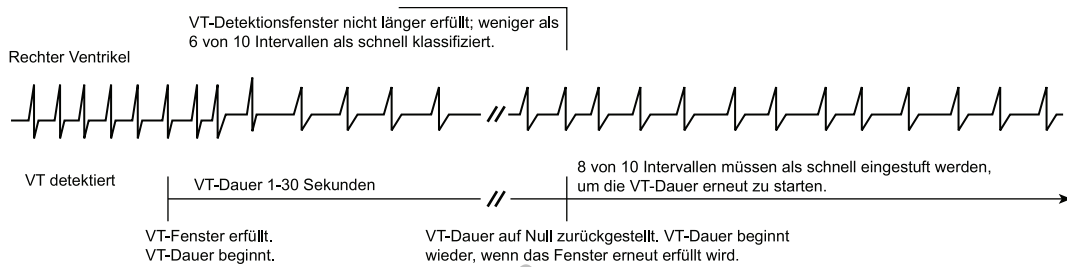 VT-Detektionsfenster nicht länger erfüllt; weniger als
6 von 10 Intervallen als schnell klassifiziert.
Rechter Ventrikel
VT detektiert
VT-Dauer 1-30 Sekunden
8 von 10 Intervallen müssen als schnell eingestuft werden,
um die VT-Dauer erneut zu starten.
VT-Fenster erfüllt.
VT-Dauer beginnt.
VT-Dauer auf Null zurückgestellt. VT-Dauer beginnt
wieder, wenn das Fenster erneut erfüllt wird.